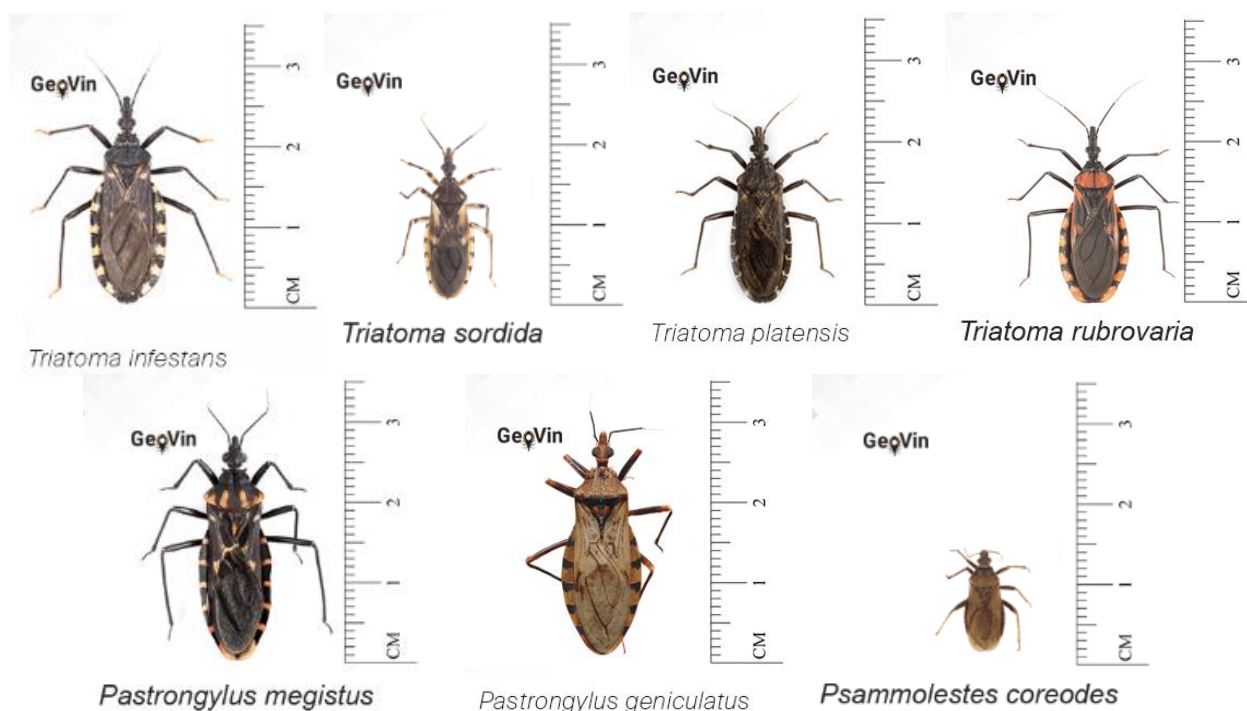 GeoVin
3
2
1
CM
GeoVin
3
2
1
CM
GeoVin
3
2
1
CM
GeoVin
3
2
1
CM
Triatoma infestans
Triatoma sordida
Triatoma platensis
Triatoma rubrovaria
GeoVin
3
2
1
CM
GeoVin
3
2
1
CM
GeoVin
3
2
1
CM
Pastrongylus megistus
Pastrongylus geniculatus
Psammolestes coreodes